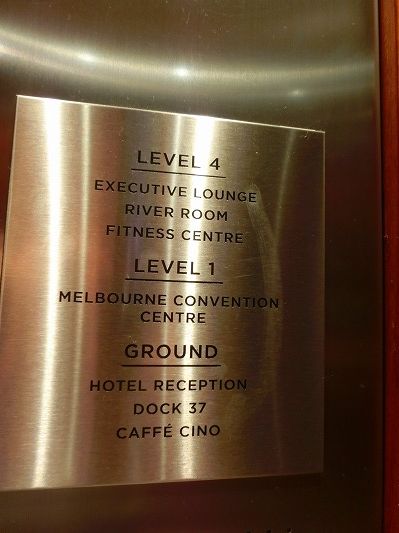 LEVEL 4
EXECUTIVE LOUNGE
RIVER ROOM
FITNESS CENTRE
LEVEL 1
MELBOURNE CONVENTION
CENTRE
GROUND
HOTEL RECEPTION
DOCK 37
CAFFÉ CINO